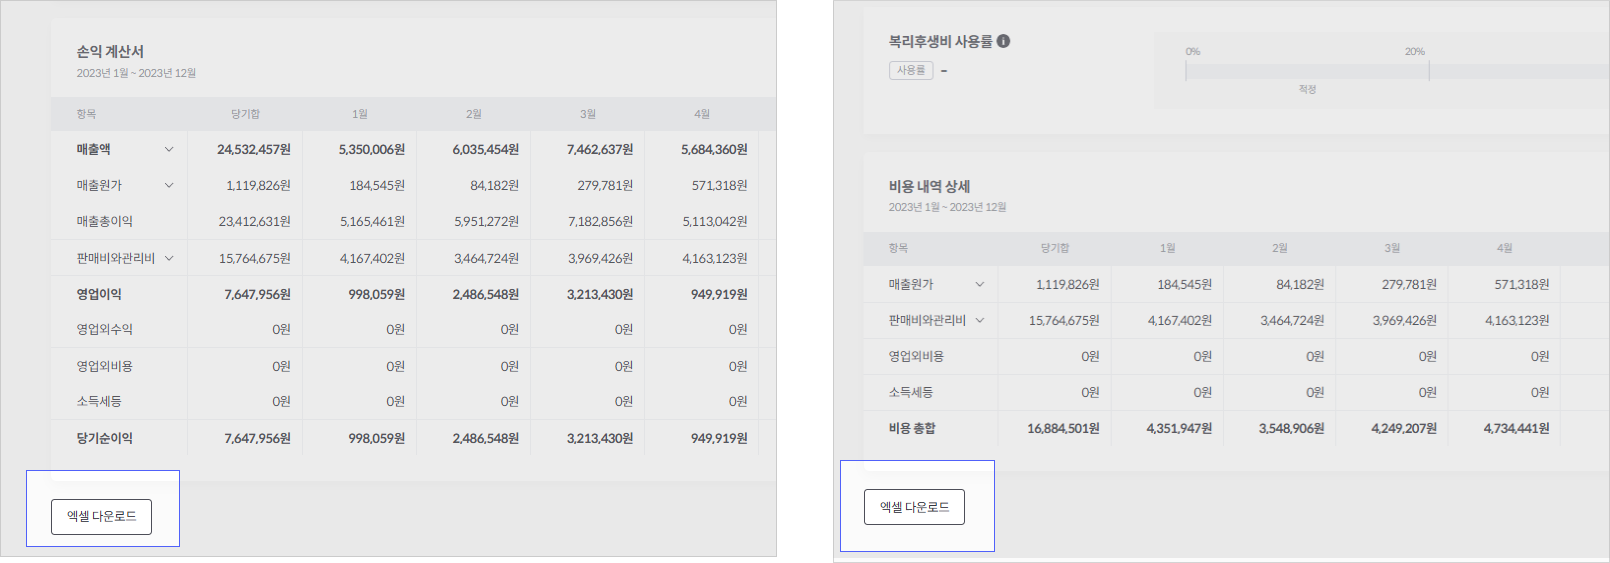 손익 계산서
2023년 1월 ~ 2023년 12월
항목 당기합 1월 2월 3월 4월
매출액 24,532,457원 5,350,006원 6,035,454원 7,462,637원 5,684,360원
매출원가 1,119,826원 184,545원 84,182원 279,781원 571,318원
매출총이익 23,412,631원 5,165,461원 5,951,272원 7,182,856원 5,113,042원
판매비와관리비 15,764,675원 4,167,402원 3,464,724원 3,969,426원 4,163,123원
영업이익 7,647,956원 998,059원 2,486,548원 3,213,430원 949,919원
영업외수익 0원 0원 0원 0원 0원
영업외비용 0원 0원 0원 0원 0원
소득세등 0원 0원 0원 0원 0원
당기순이익 7,647,956원 998,059원 2,486,548원 3,213,430원 949,919원
엑셀 다운로드
복리후생비 사용률
사용률 -
0% 20%
적정
비용 내역 상세
2023년 1월 ~ 2023년 12월
항목 당기합 1월 2월 3월 4월
매출원가 1,119,826원 184,545원 84,182원 279,781원 571,318원
판매비와관리비 15,764,675원 4,167,402원 3,464,724원 3,969,426원 4,163,123원
영업외비용 0원 0원 0원 0원 0원
소득세등 0원 0원 0원 0원 0원
비용 총합 16,884,501원 4,351,947원 3,548,906원 4,249,207원 4,734,441원
엑셀 다운로드